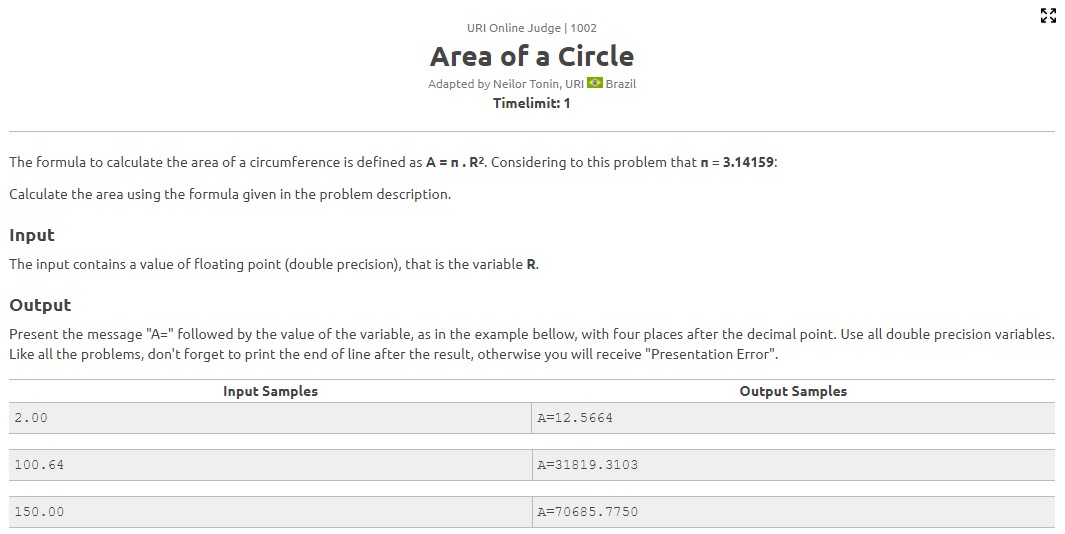 URI Online Judge | 1002
Area of a Circle
Adapted by Neilor Tonin, URI Brazil
Timelimit: 1
The formula to calculate the area of a circumference is defined as A = π . R². Considering to this problem that π = 3.14159:
Calculate the area using the formula given in the problem description.
Input
The input contains a value of floating point (double precision), that is the variable R.
Output
Present the message "A=" followed by the value of the variable, as in the example bellow, with four places after the decimal point. Use all double precision variables.
Like all the problems, don't forget to print the end of line after the result, otherwise you will receive "Presentation Error".
Input Samples Output Samples
2.00 A=12.5664
100.64 A=31819.3103
150.00 A=70685.7750